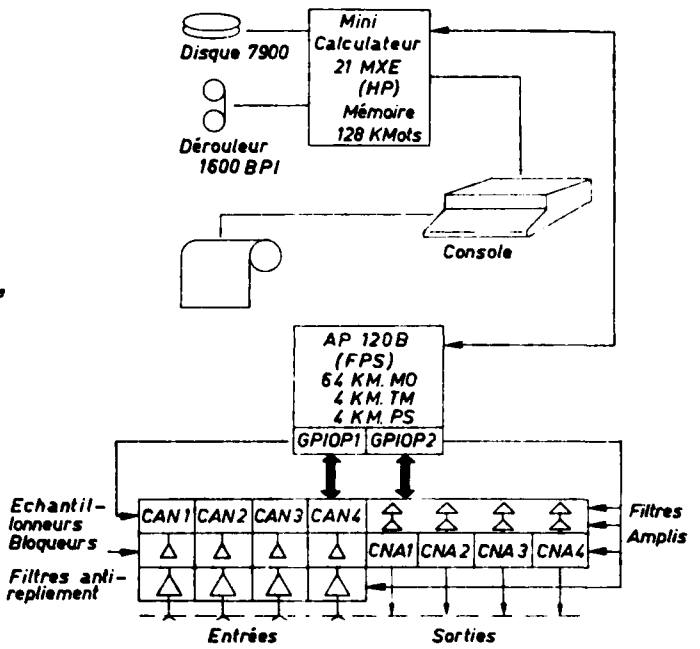 Disque 7900
Dérouleur
1600 BPI
Mini
Calculateur
21 MXE
(HP)
Mémoire
128 KMots
Console
AP 120B
(FPS)
64 KM. MO
4 KM. TM
4 KM. PS
GPIOP1 GPIOP2
Echantil-
lonneurs
Bloqueurs
Filtres anti-
repliement
CAN1 CAN2 CAN3 CAN4
CNA1 CNA2 CNA3 CNA4
Filtres
Amplis
Entrées
Sorties